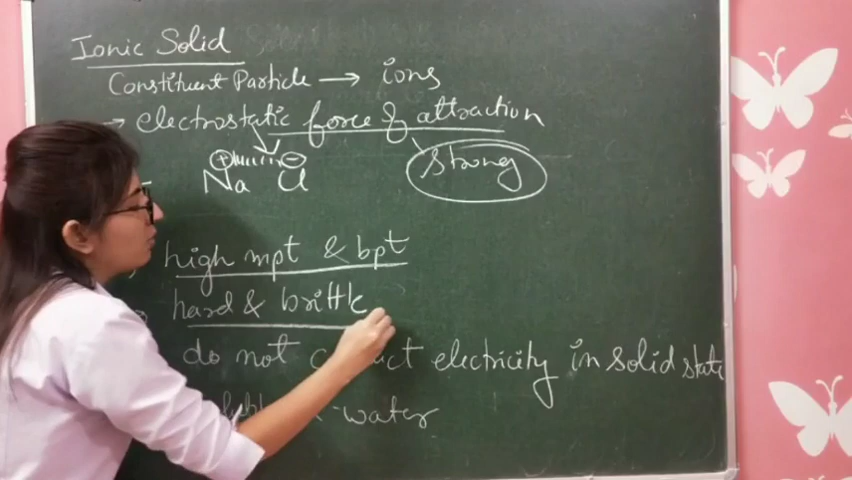 Ionic Solid
Constituent Particle → ions
→ electrostatic force of attraction
strong
⊕ ⊖
Na Cl
high mpt & bpt
hard & brittle
do not conduct electricity in solid state
water